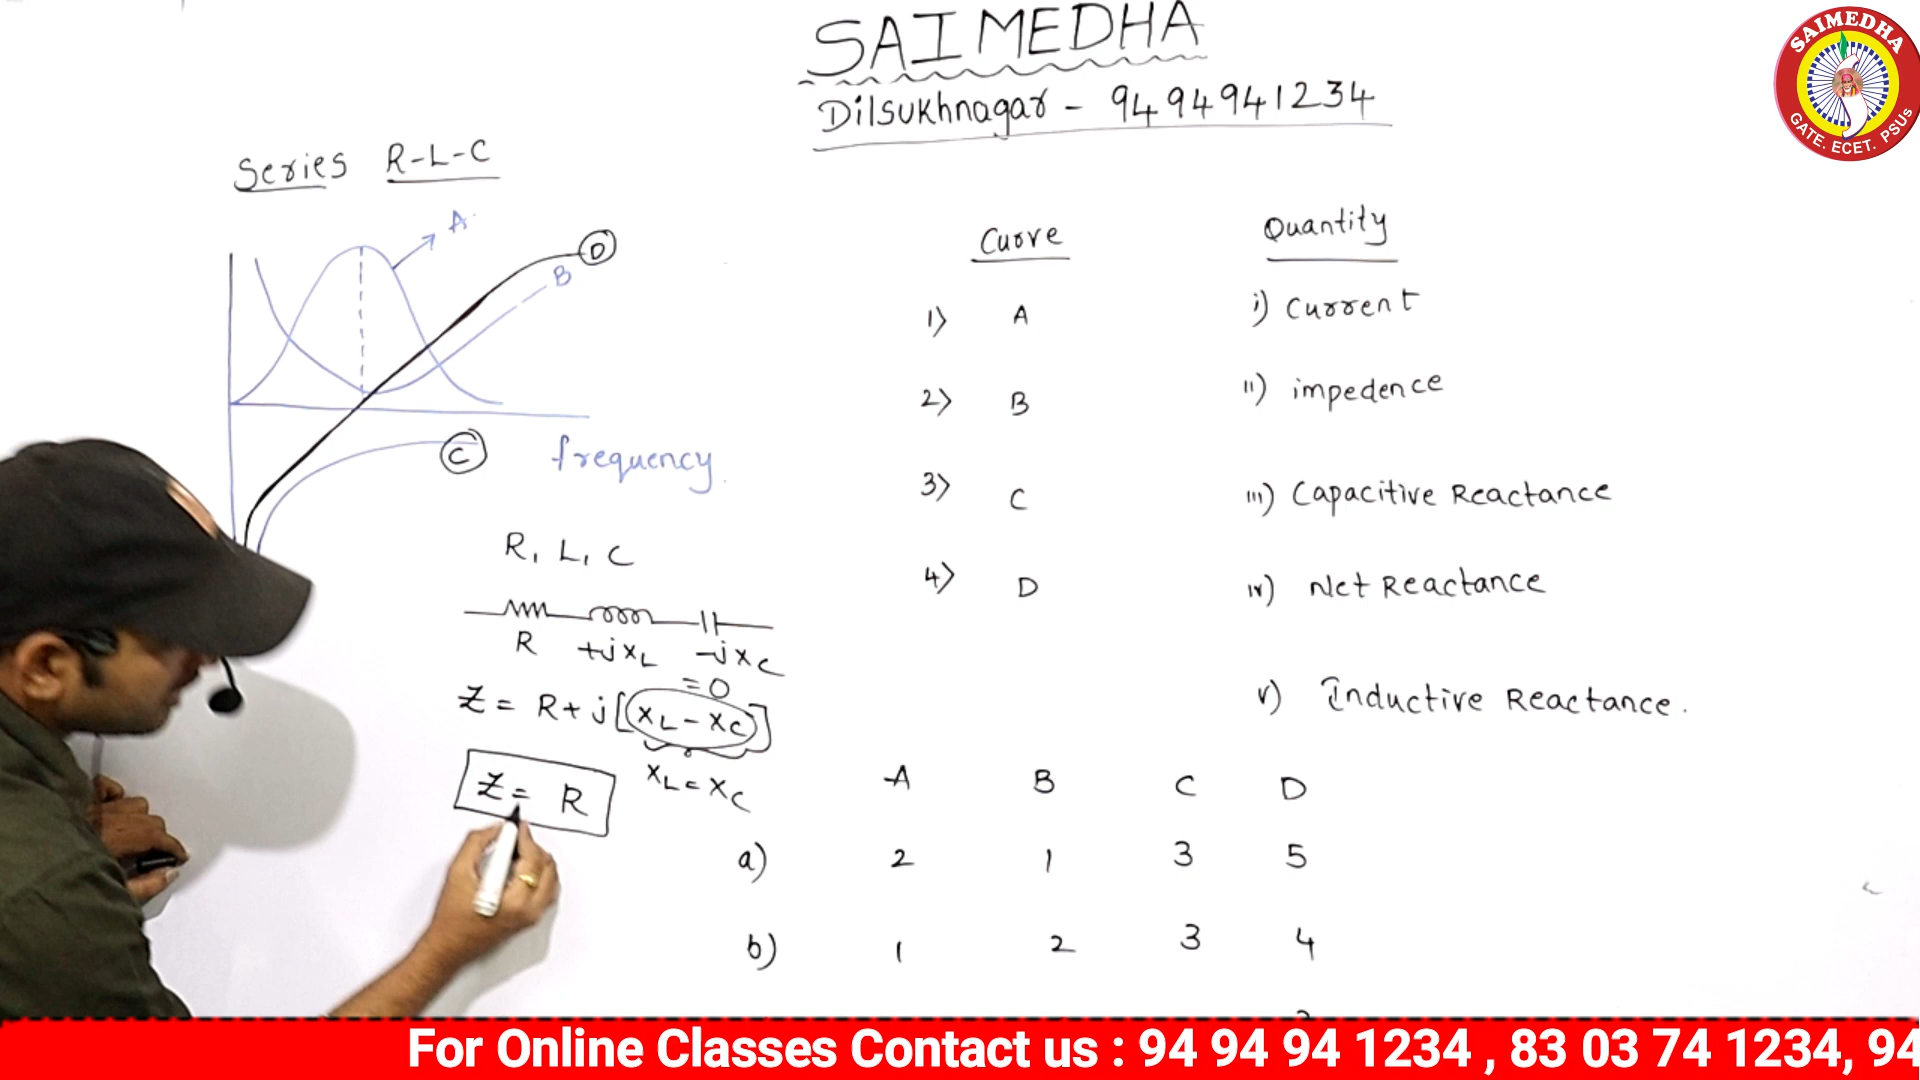 SAIMEDHA
Dilsukhnagar - 9494941234
SAIMEDHA
GATE. ECET. PSUs
Series R-L-C
A
D
B
C
frequency
R, L, C
R +jXL -jXC
= 0
Z = R + j[XL - XC]
XL = XC
Z = R
Curve Quantity
1) A i) Current
2) B ii) impedence
3) C iii) Capacitive Reactance
4) D iv) Net Reactance
v) Inductive Reactance.
A B C D
a) 2 1 3 5
b) 1 2 3 4
For Online Classes Contact us : 94 94 94 1234 , 83 03 74 1234, 94